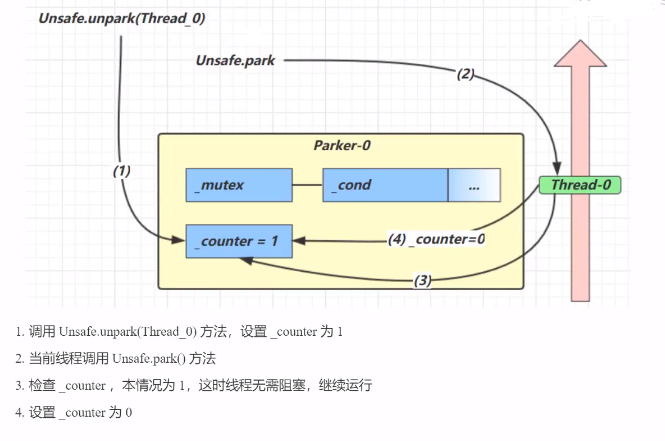 Unsafe.unpark(Thread_0)
Unsafe.park
(2)
Parker-0
(1)
_mutex
_cond
...
Thread-0
_counter = 1
(4) _counter=0
(3)
1. 调用 Unsafe.unpark(Thread_0) 方法，设置 _counter 为 1
2. 当前线程调用 Unsafe.park() 方法
3. 检查 _counter ，本情况为 1，这时线程无需阻塞，继续运行
4. 设置 _counter 为 0